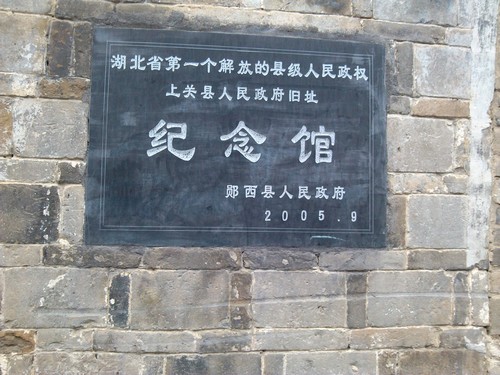 湖北省第一个解放的县级人民政权
上关县人民政府旧址
纪念馆
郧西县人民政府
2005.9